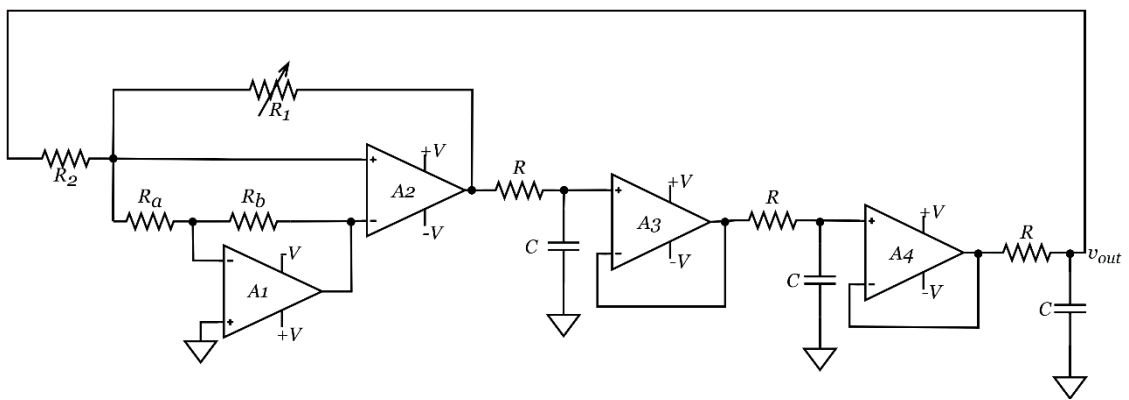 R1
+V
R2
+
A2
R
Ra
Rb
-
-V
+
+V
R
A3
C
-
-V
+
+V
R
vout
A4
C
-
-V
C
-
-V
A1
+
+V